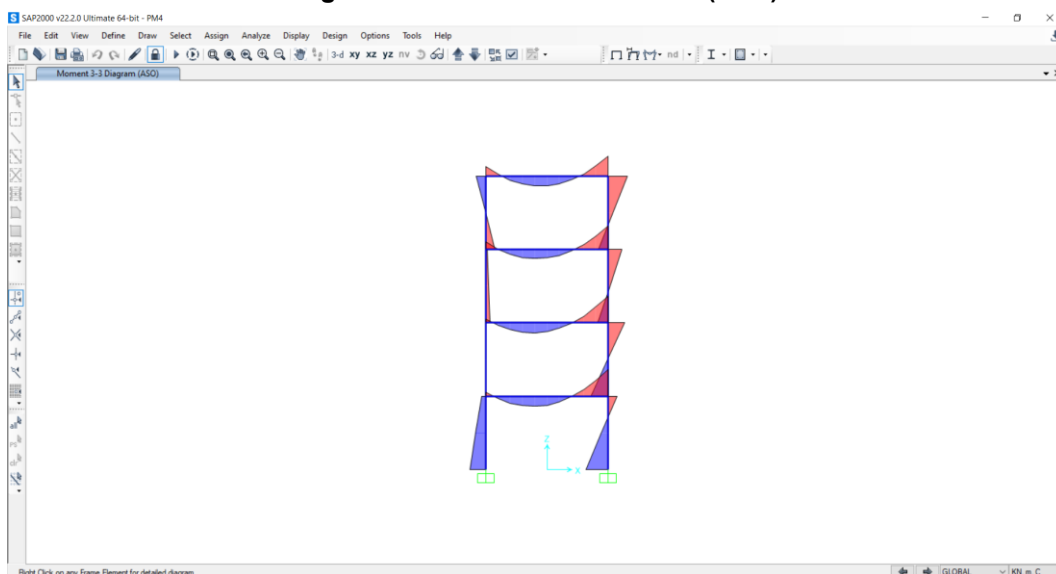 SAP2000 v22.2.0 Ultimate 64-bit - PM4
File Edit View Define Draw Select Assign Analyze Display Design Options Tools Help
3-d xy xz yz nv
nd
Moment 3-3 Diagram (ASO)
Z
X
Right Click on any Frame Element for detailed diagram
GLOBAL
KN, m, C